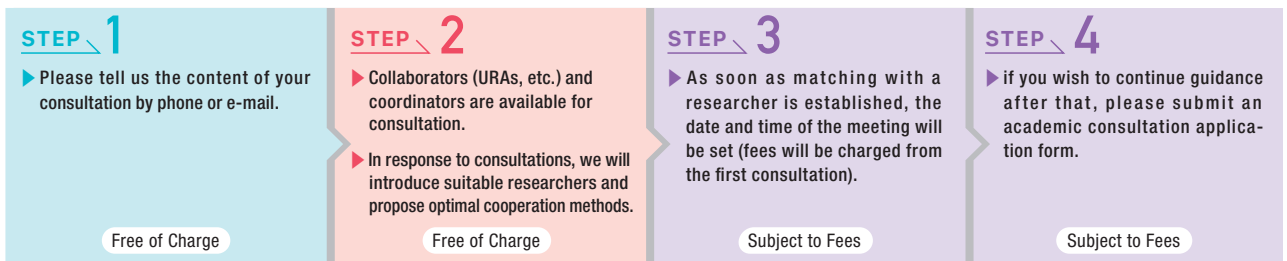 STEP 1
▶ Please tell us the content of your
consultation by phone or e-mail.
Free of Charge
STEP 2
▶ Collaborators (URAs, etc.) and
coordinators are available for
consultation.
▶ In response to consultations, we will
introduce suitable researchers and
propose optimal cooperation methods.
Free of Charge
STEP 3
▶ As soon as matching with a
researcher is established, the
date and time of the meeting will
be set (fees will be charged from
the first consultation).
Subject to Fees
STEP 4
▶ if you wish to continue guidance
after that, please submit an
academic consultation applica-
tion form.
Subject to Fees